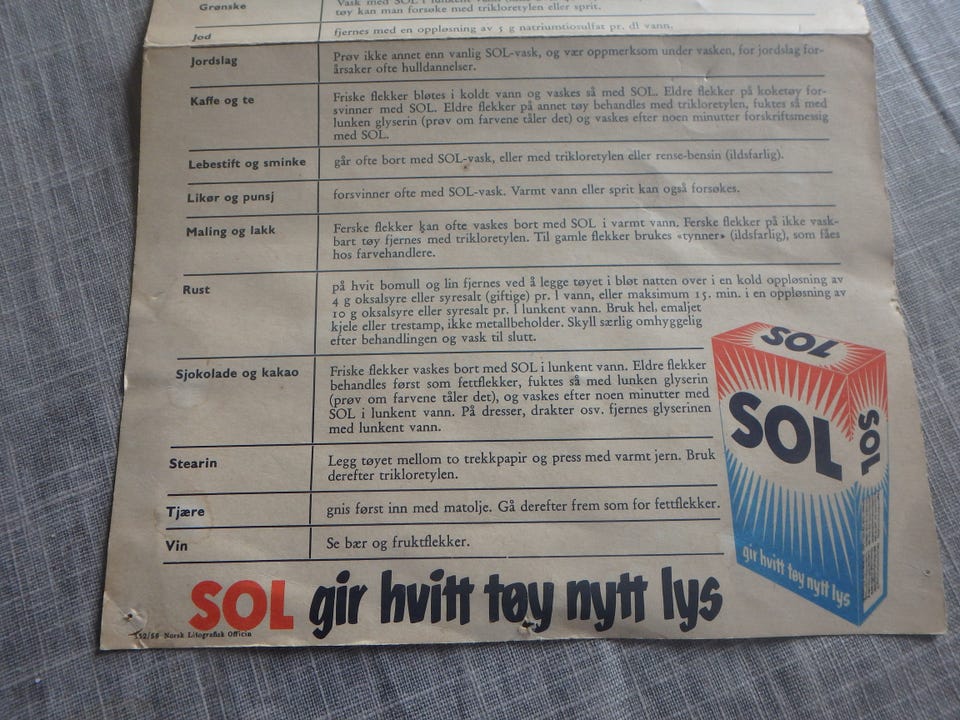 Grønske
Vask med SOL i lunkent
tøy kan man forsøke med trikloretylen eller sprit.
Jod
fjernes med en oppløsning av 5 g natriumtiosulfat pr. dl vann.
Jordslag
Prøv ikke annet enn vanlig SOL-vask, og vær oppmerksom under vasken, for jordslag for-
årsaker ofte hulldannelser.
Kaffe og te
Friske flekker bløtes i koldt vann og vaskes så med SOL. Eldre flekker på koketøy for-
svinner med SOL. Eldre flekker på annet tøy behandles med trikloretylen, fuktes så med
lunken glyserin (prøv om farvene tåler det) og vaskes efter noen minutter forskriftsmessig
med SOL.
Lebestift og sminke
går ofte bort med SOL-vask, eller med trikloretylen eller rense-bensin (ildsfarlig).
Likør og punsj
forsvinner ofte med SOL-vask. Varmt vann eller sprit kan også forsøkes.
Maling og lakk
Ferske flekker kan ofte vaskes bort med SOL i varmt vann. Ferske flekker på ikke vask-
bart tøy fjernes med trikloretylen. Til gamle flekker brukes «tynner» (ildsfarlig), som fåes
hos farvehandlere.
Rust
på hvit bomull og lin fjernes ved å legge tøyet i bløt natten over i en kold oppløsning av
4 g oksalsyre eller syresalt (giftige) pr. l vann, eller maksimum 15. min. i en oppløsning av
10 g oksalsyre eller syresalt pr. l lunkent vann. Bruk hel, emaljet
kjele eller trestamp, ikke metallbeholder. Skyll særlig omhyggelig
efter behandlingen og vask til slutt.
Sjokolade og kakao
Friske flekker vaskes bort med SOL i lunkent vann. Eldre flekker
behandles først som fettflekker, fuktes så med lunken glyserin
(prøv om farvene tåler det), og vaskes efter noen minutter med
SOL i lunkent vann. På dresser, drakter osv. fjernes glyserinen
med lunkent vann.
Stearin
Legg tøyet mellom to trekkpapir og press med varmt jern. Bruk
derefter trikloretylen.
Tjære
gnis først inn med matolje. Gå derefter frem som for fettflekker.
Vin
Se bær og fruktflekker.
SOL
SOL
SOL
gir hvitt tøy nytt lys
SOL gir hvitt tøy nytt lys
152/56 Norsk Litografisk Officin